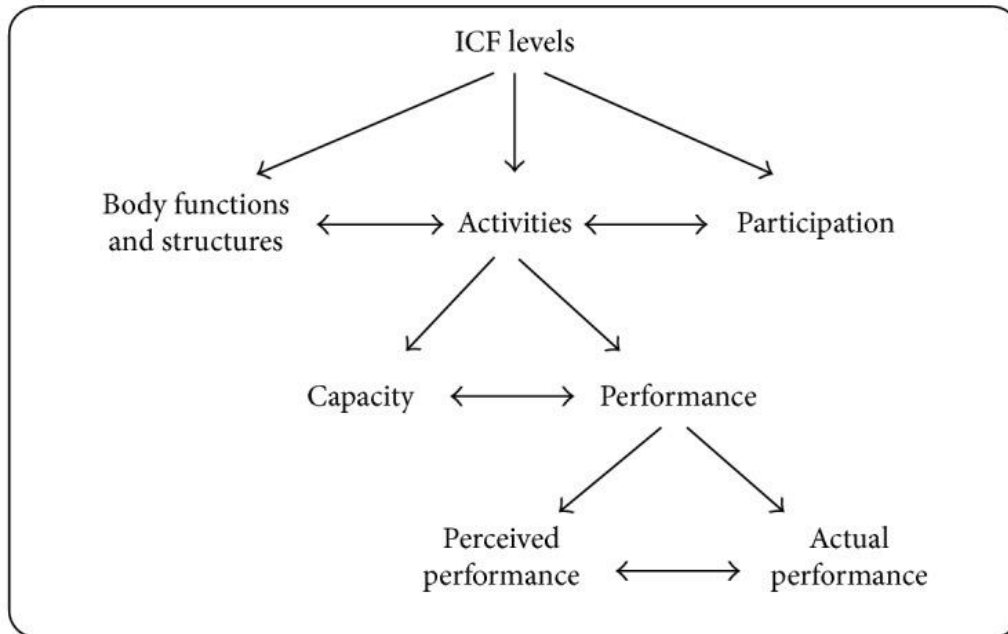 ICF levels
Body functions
and structures
Activities
Participation
Capacity
Performance
Perceived
performance
Actual
performance